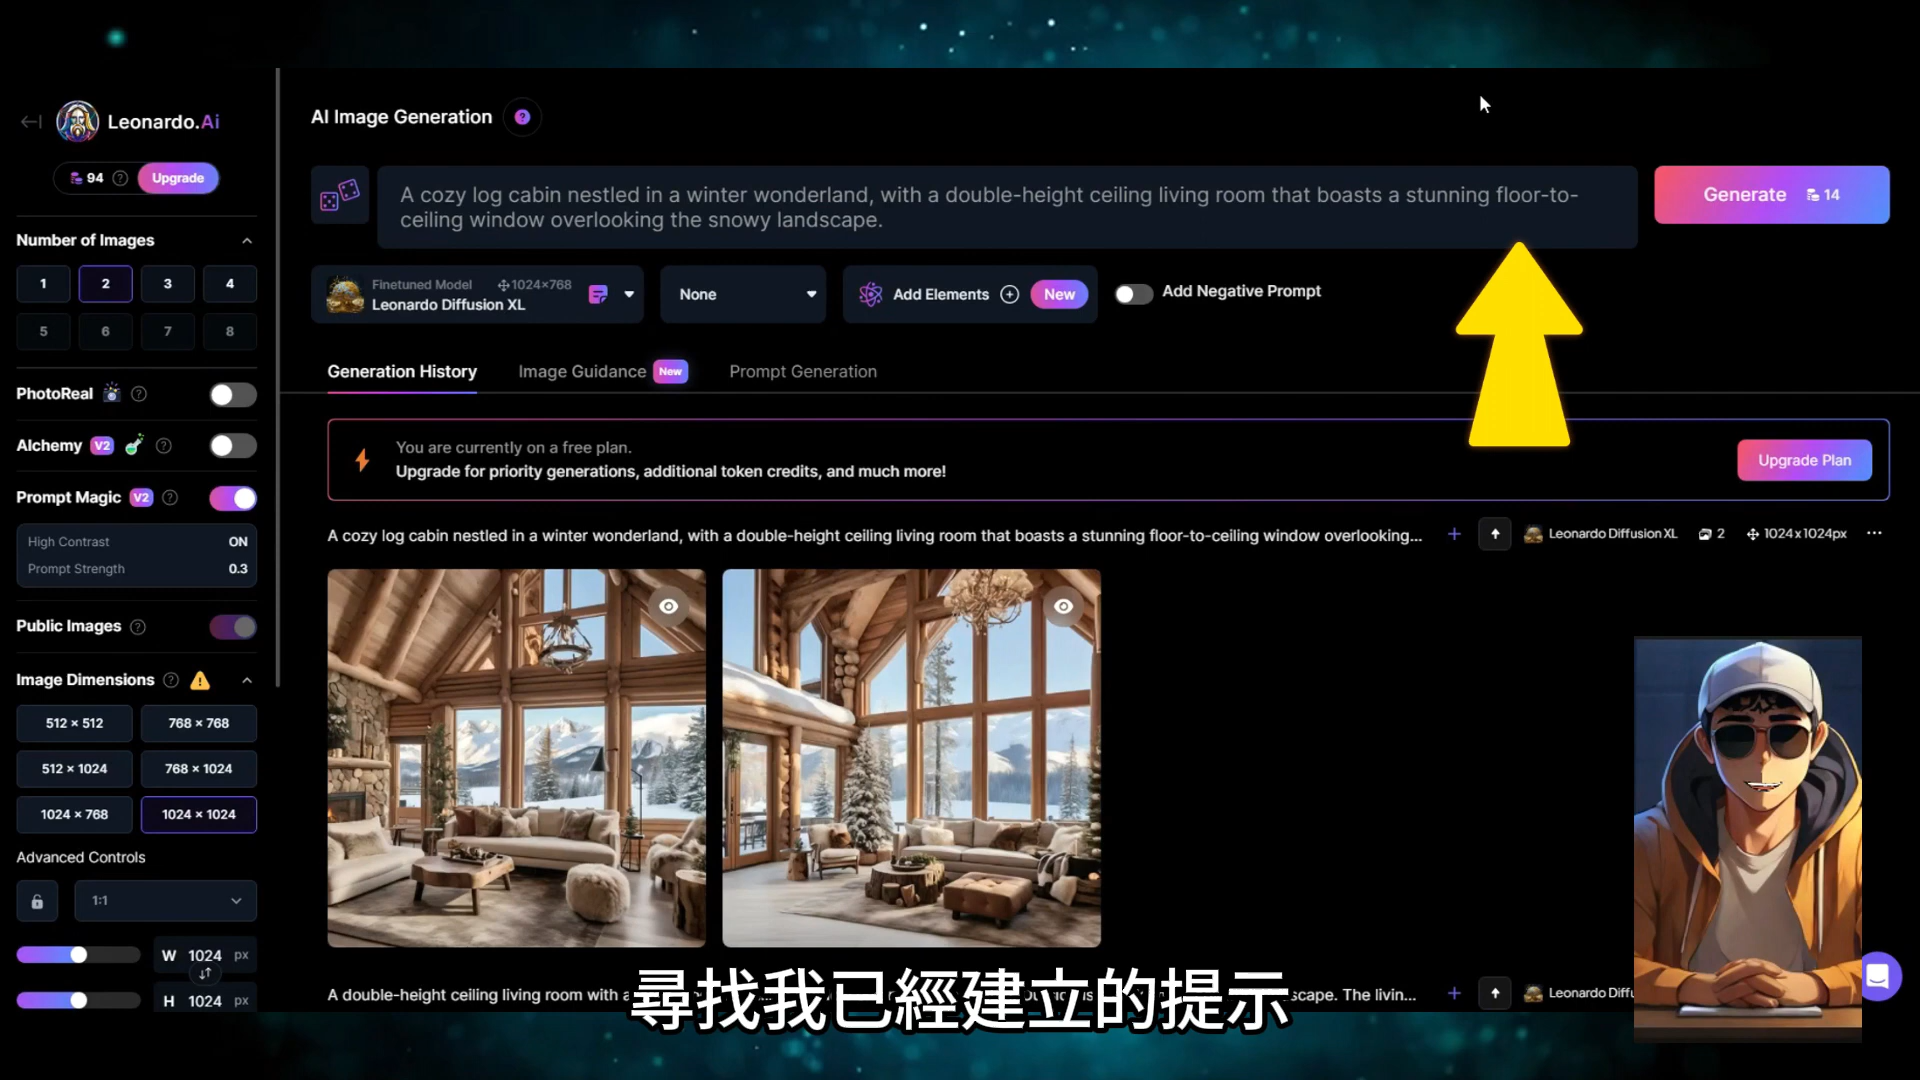 Leonardo.Ai
94
Upgrade
Number of Images
1 2 3 4
5 6 7 8
PhotoReal
Alchemy V2
Prompt Magic V2
High Contrast ON
Prompt Strength 0.3
Public Images
Image Dimensions
512 × 512 768 × 768
512 × 1024 768 × 1024
1024 × 768 1024 × 1024
Advanced Controls
1:1
W 1024 px
H 1024 px
AI Image Generation
A cozy log cabin nestled in a winter wonderland, with a double-height ceiling living room that boasts a stunning floor-to-
ceiling window overlooking the snowy landscape.
Generate 14
Finetuned Model 1024×768
Leonardo Diffusion XL
None
Add Elements New
Add Negative Prompt
Generation History Image Guidance New Prompt Generation
You are currently on a free plan.
Upgrade for priority generations, additional token credits, and much more!
Upgrade Plan
A cozy log cabin nestled in a winter wonderland, with a double-height ceiling living room that boasts a stunning floor-to-ceiling window overlooking...
Leonardo Diffusion XL 2 1024x1024px
A double-height ceiling living room with a
scape. The livin...
Leonardo Diffu
尋找我已經建立的提示